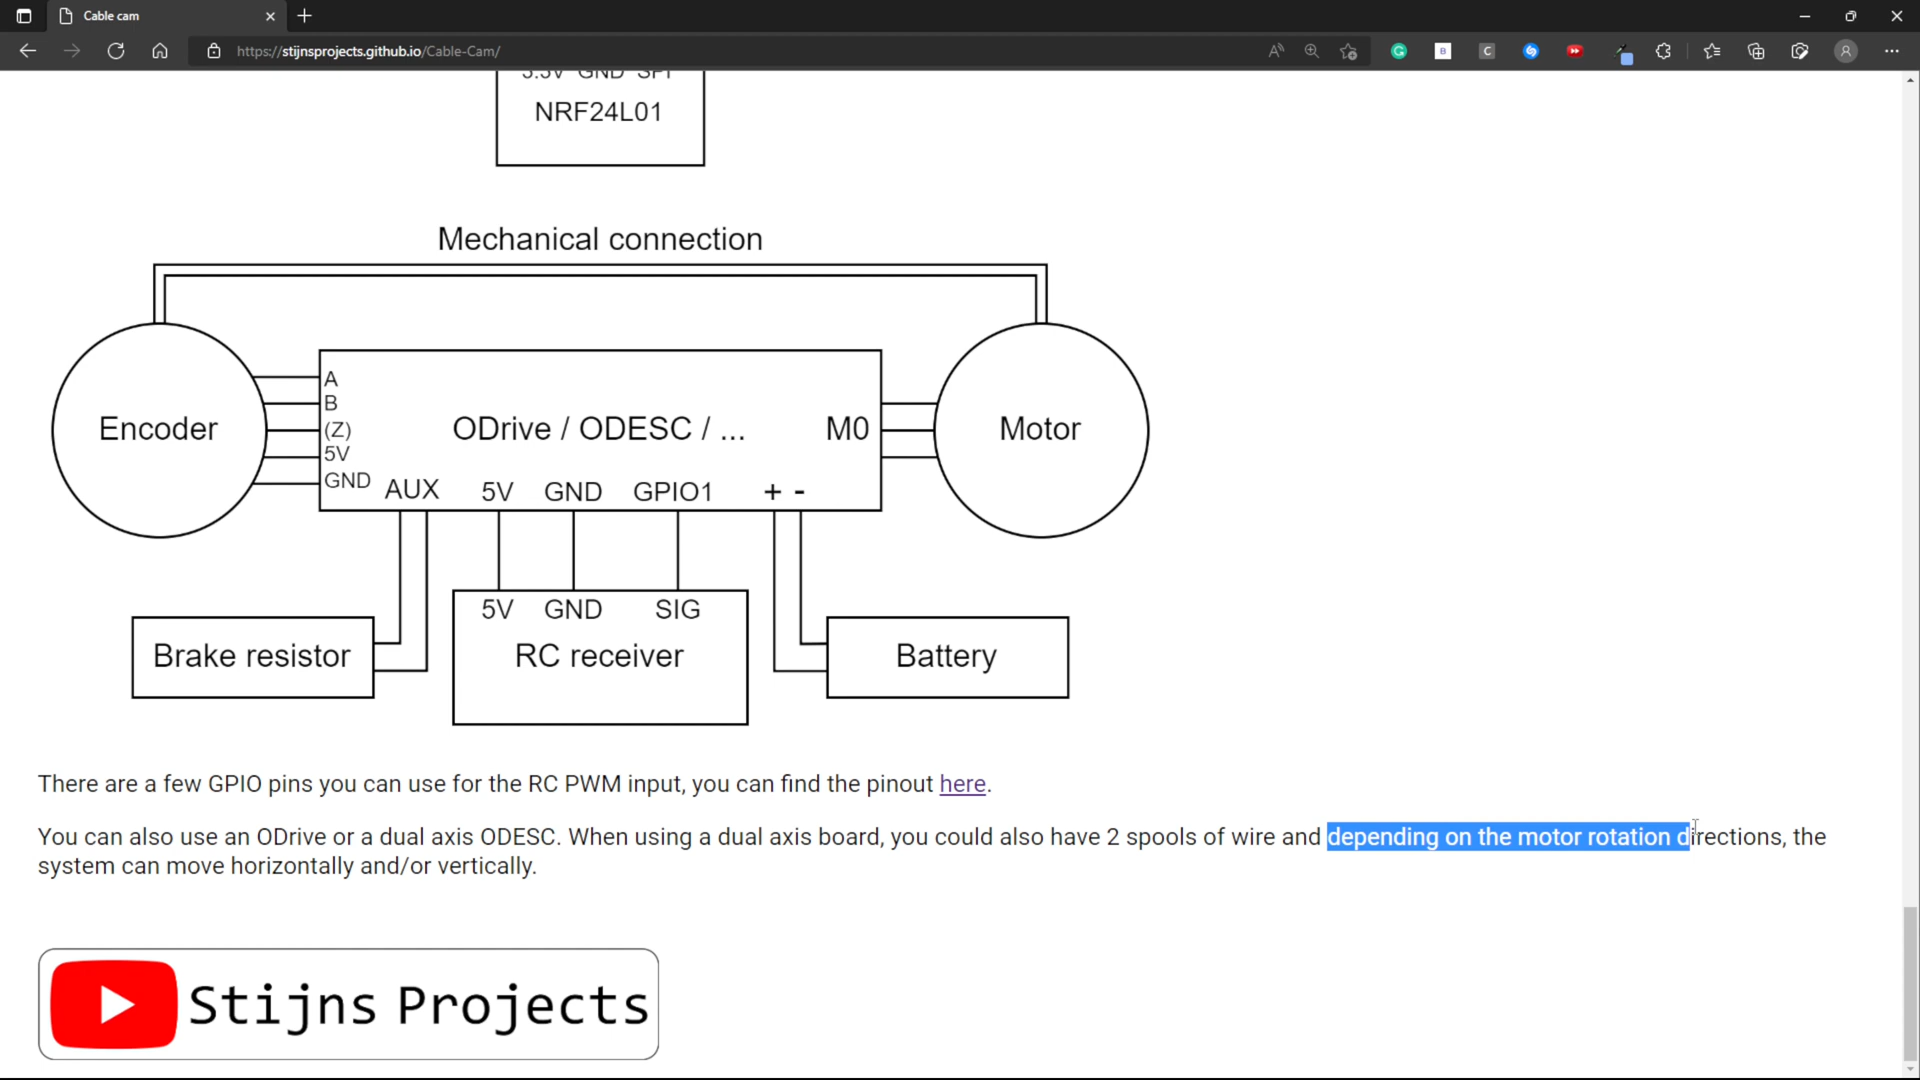 Cable cam
https://stijnsprojects.github.io/Cable-Cam/
3.3V GND SPI
NRF24L01
Mechanical connection
Encoder
A
B
(Z)
5V
GND
ODrive / ODESC / ...
M0
Motor
AUX 5V GND GPIO1 + -
5V GND SIG
Brake resistor
RC receiver
Battery
There are a few GPIO pins you can use for the RC PWM input, you can find the pinout here.
You can also use an ODrive or a dual axis ODESC. When using a dual axis board, you could also have 2 spools of wire and depending on the motor rotation directions, the
system can move horizontally and/or vertically.
Stijns Projects